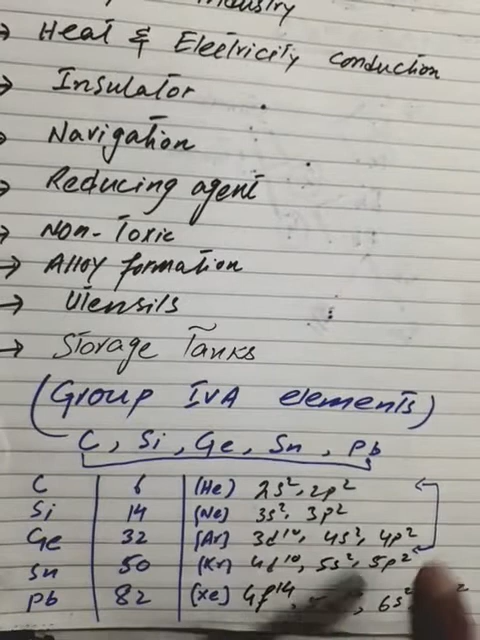 Industry
→ Heat & Electricity conduction
→ Insulator
→ Navigation
→ Reducing agent
→ Non-Toxic
→ Alloy formation
→ Utensils
→ Storage Tanks
(Group IVA elements)
C, Si, Ge, Sn, Pb
C 6 (He) 2s², 2p²
Si 14 [Ne] 3s², 3p²
Ge 32 [Ar] 3d¹⁰, 4s², 4p²
Sn 50 (Kr) 4d¹⁰, 5s², 5p²
Pb 82 (Xe) 4f¹⁴, 6s²,